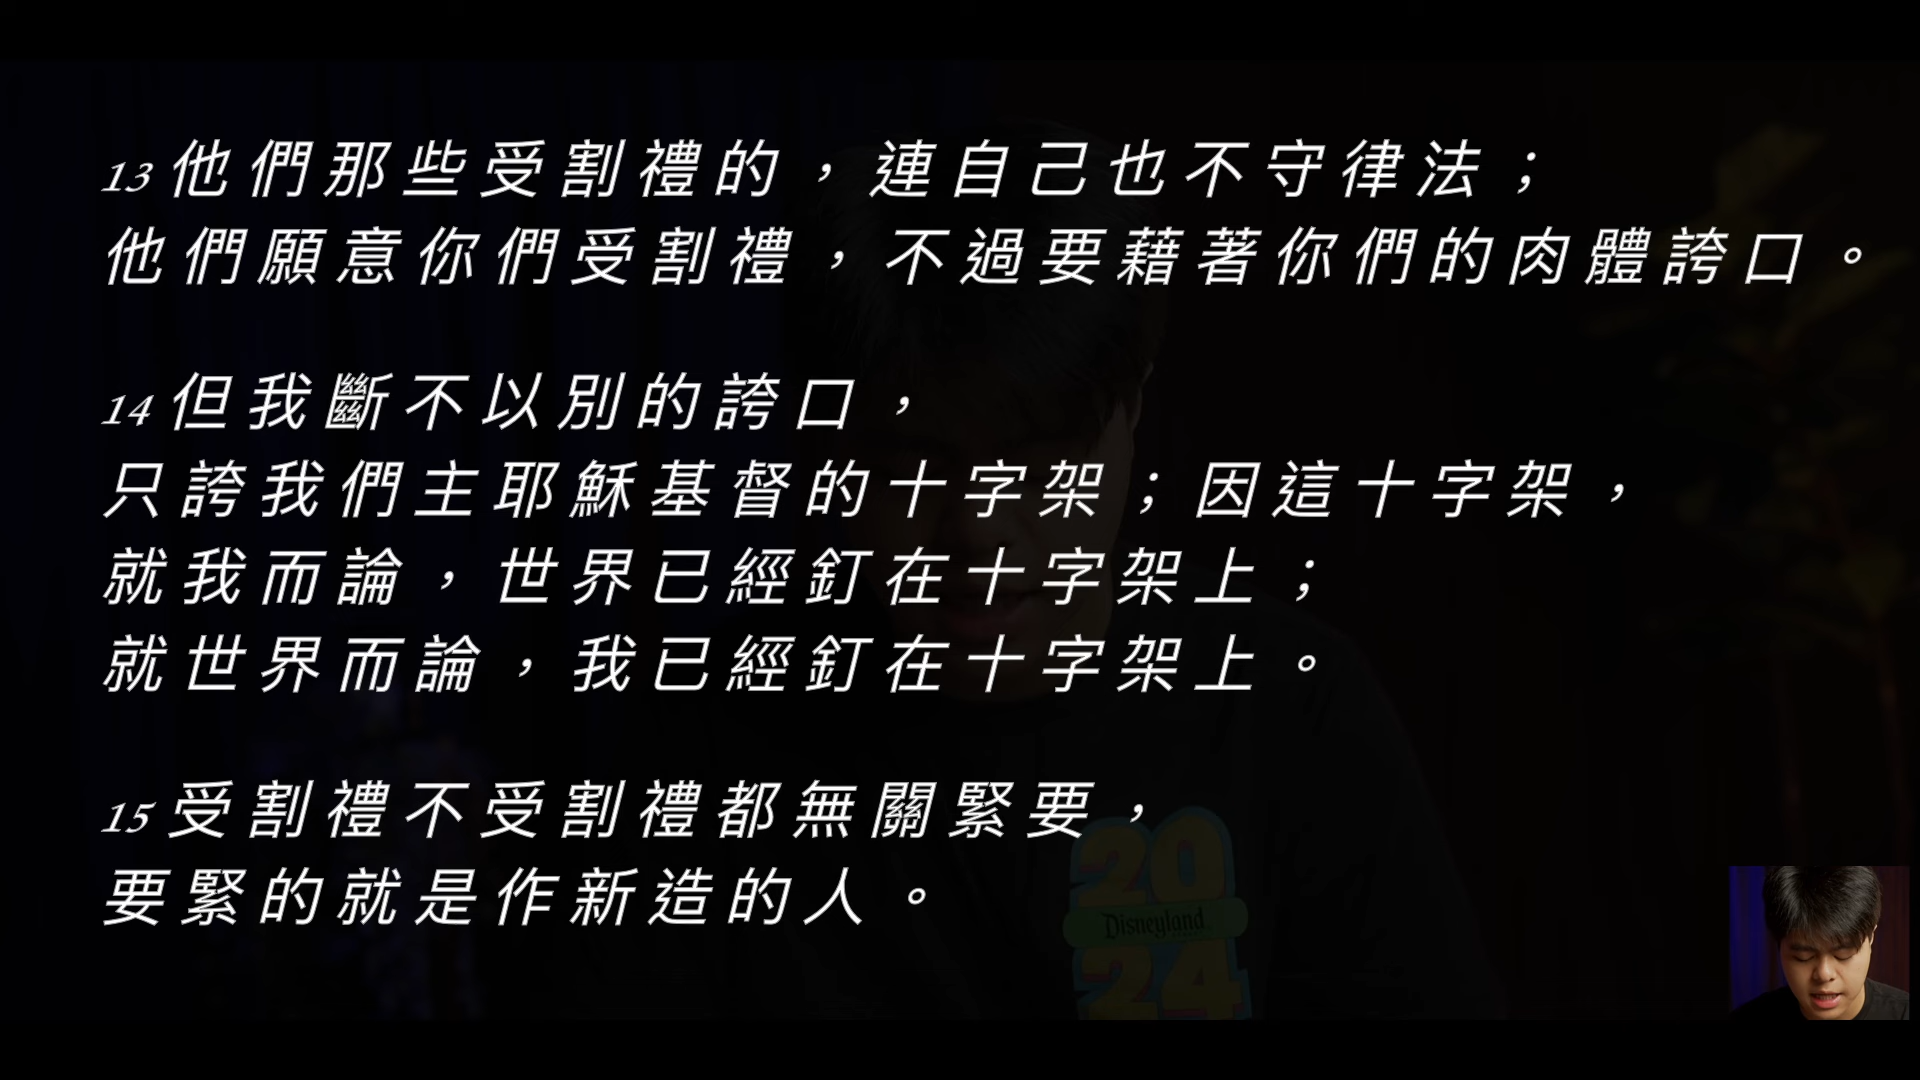 13 他們那些受割禮的，連自己也不守律法；
他們願意你們受割禮，不過要藉著你們的肉體誇口。
14 但我斷不以別的誇口，
只誇我們主耶穌基督的十字架；因這十字架，
就我而論，世界已經釘在十字架上；
就世界而論，我已經釘在十字架上。
15 受割禮不受割禮都無關緊要，
要緊的就是作新造的人。
20
Disneyland
24